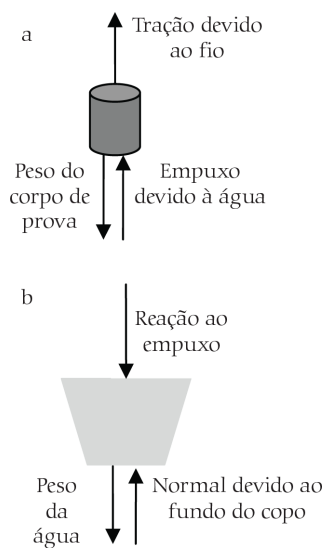 a
Tração devido
ao fio
Peso do
corpo de
prova
Empuxo
devido à água
b
Reação ao
empuxo
Peso
da
água
Normal devido ao
fundo do copo